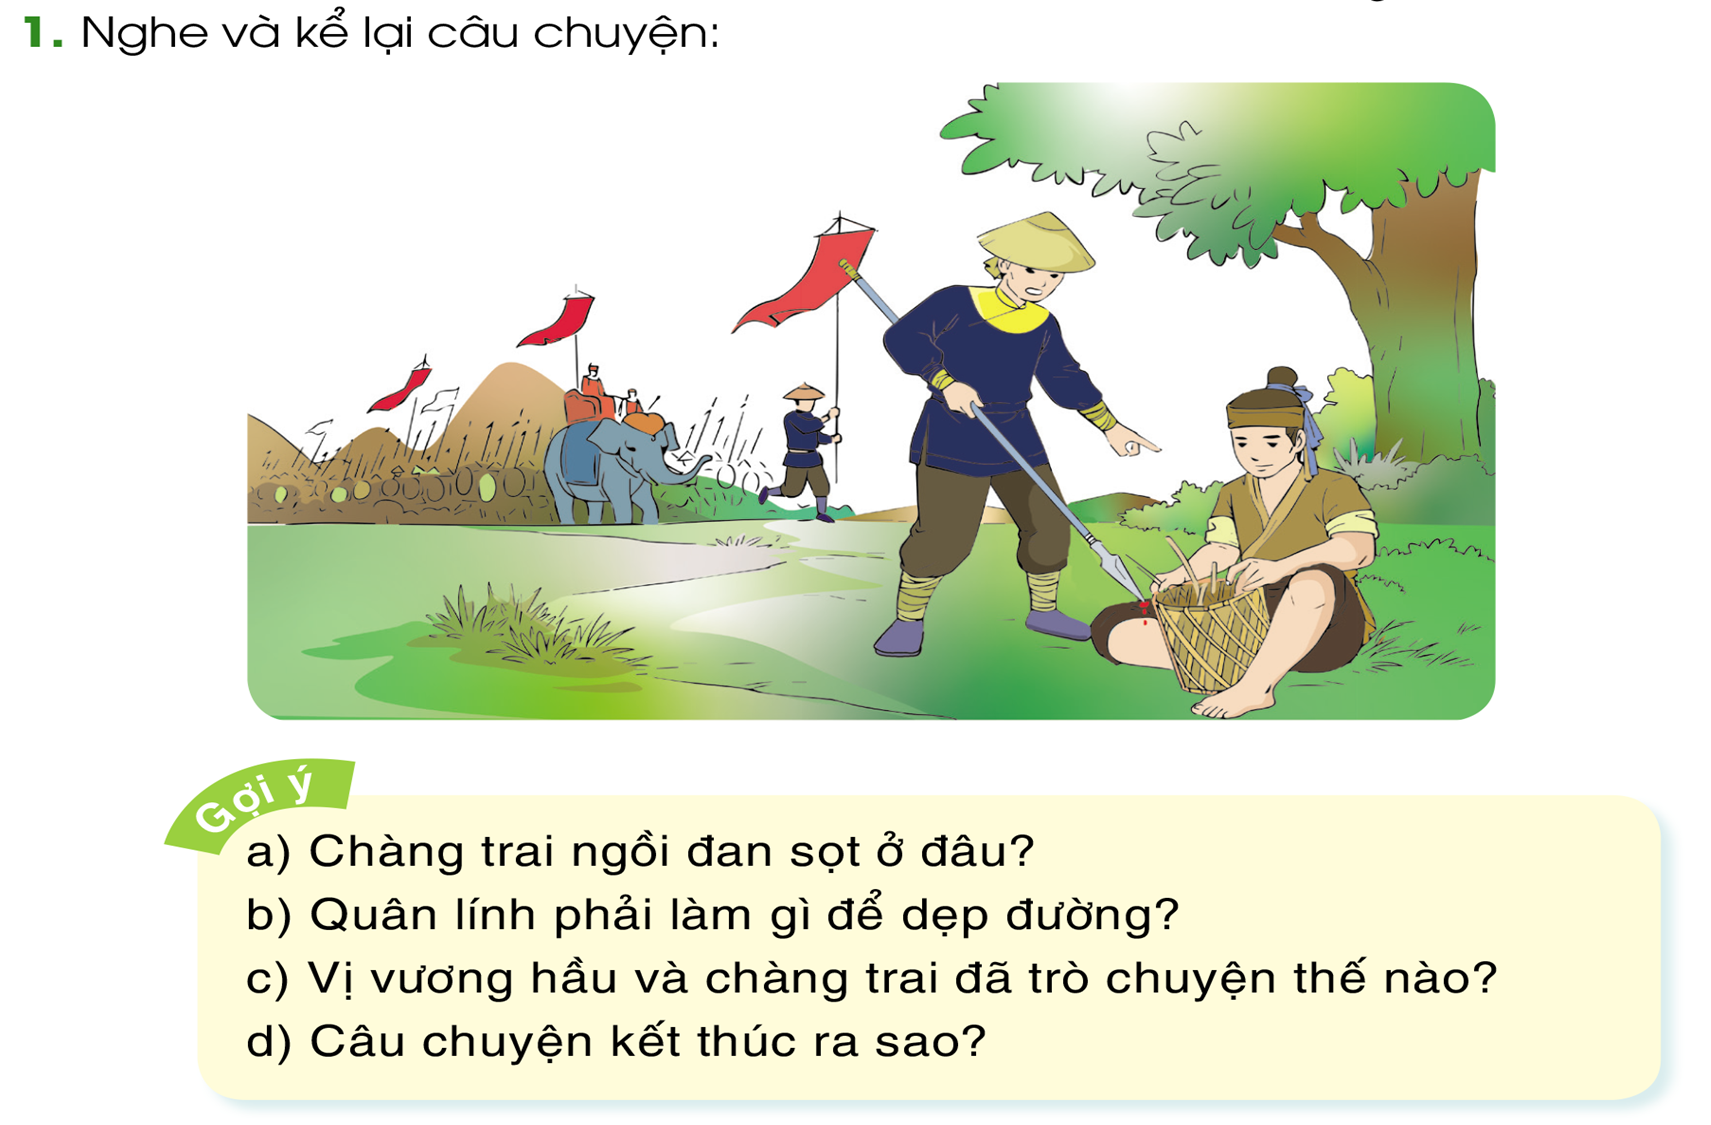 1. Nghe và kể lại câu chuyện:
Gợi ý
a) Chàng trai ngồi đan sọt ở đâu?
b) Quân lính phải làm gì để dẹp đường?
c) Vị vương hầu và chàng trai đã trò chuyện thế nào?
d) Câu chuyện kết thúc ra sao?